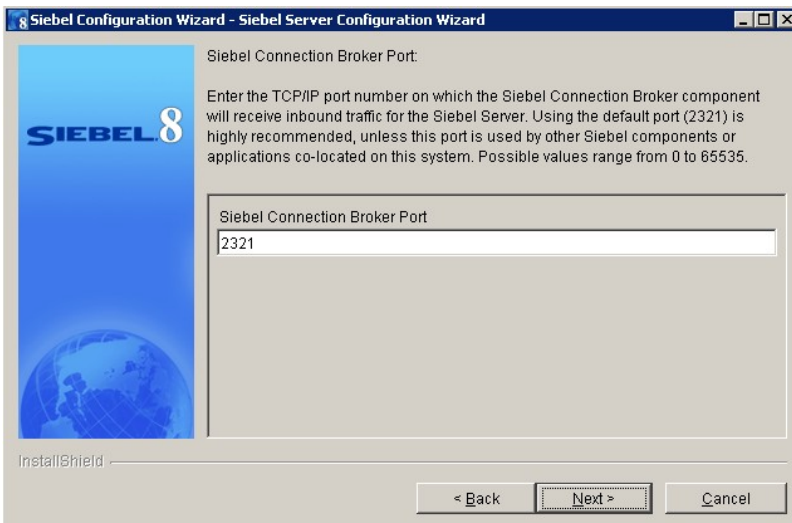 Siebel Configuration Wizard - Siebel Server Configuration Wizard
Siebel Connection Broker Port:
Enter the TCP/IP port number on which the Siebel Connection Broker component
will receive inbound traffic for the Siebel Server. Using the default port (2321) is
highly recommended, unless this port is used by other Siebel components or
applications co-located on this system. Possible values range from 0 to 65535.
SIEBEL.8
Siebel Connection Broker Port
2321
InstallShield
< Back
Next >
Cancel